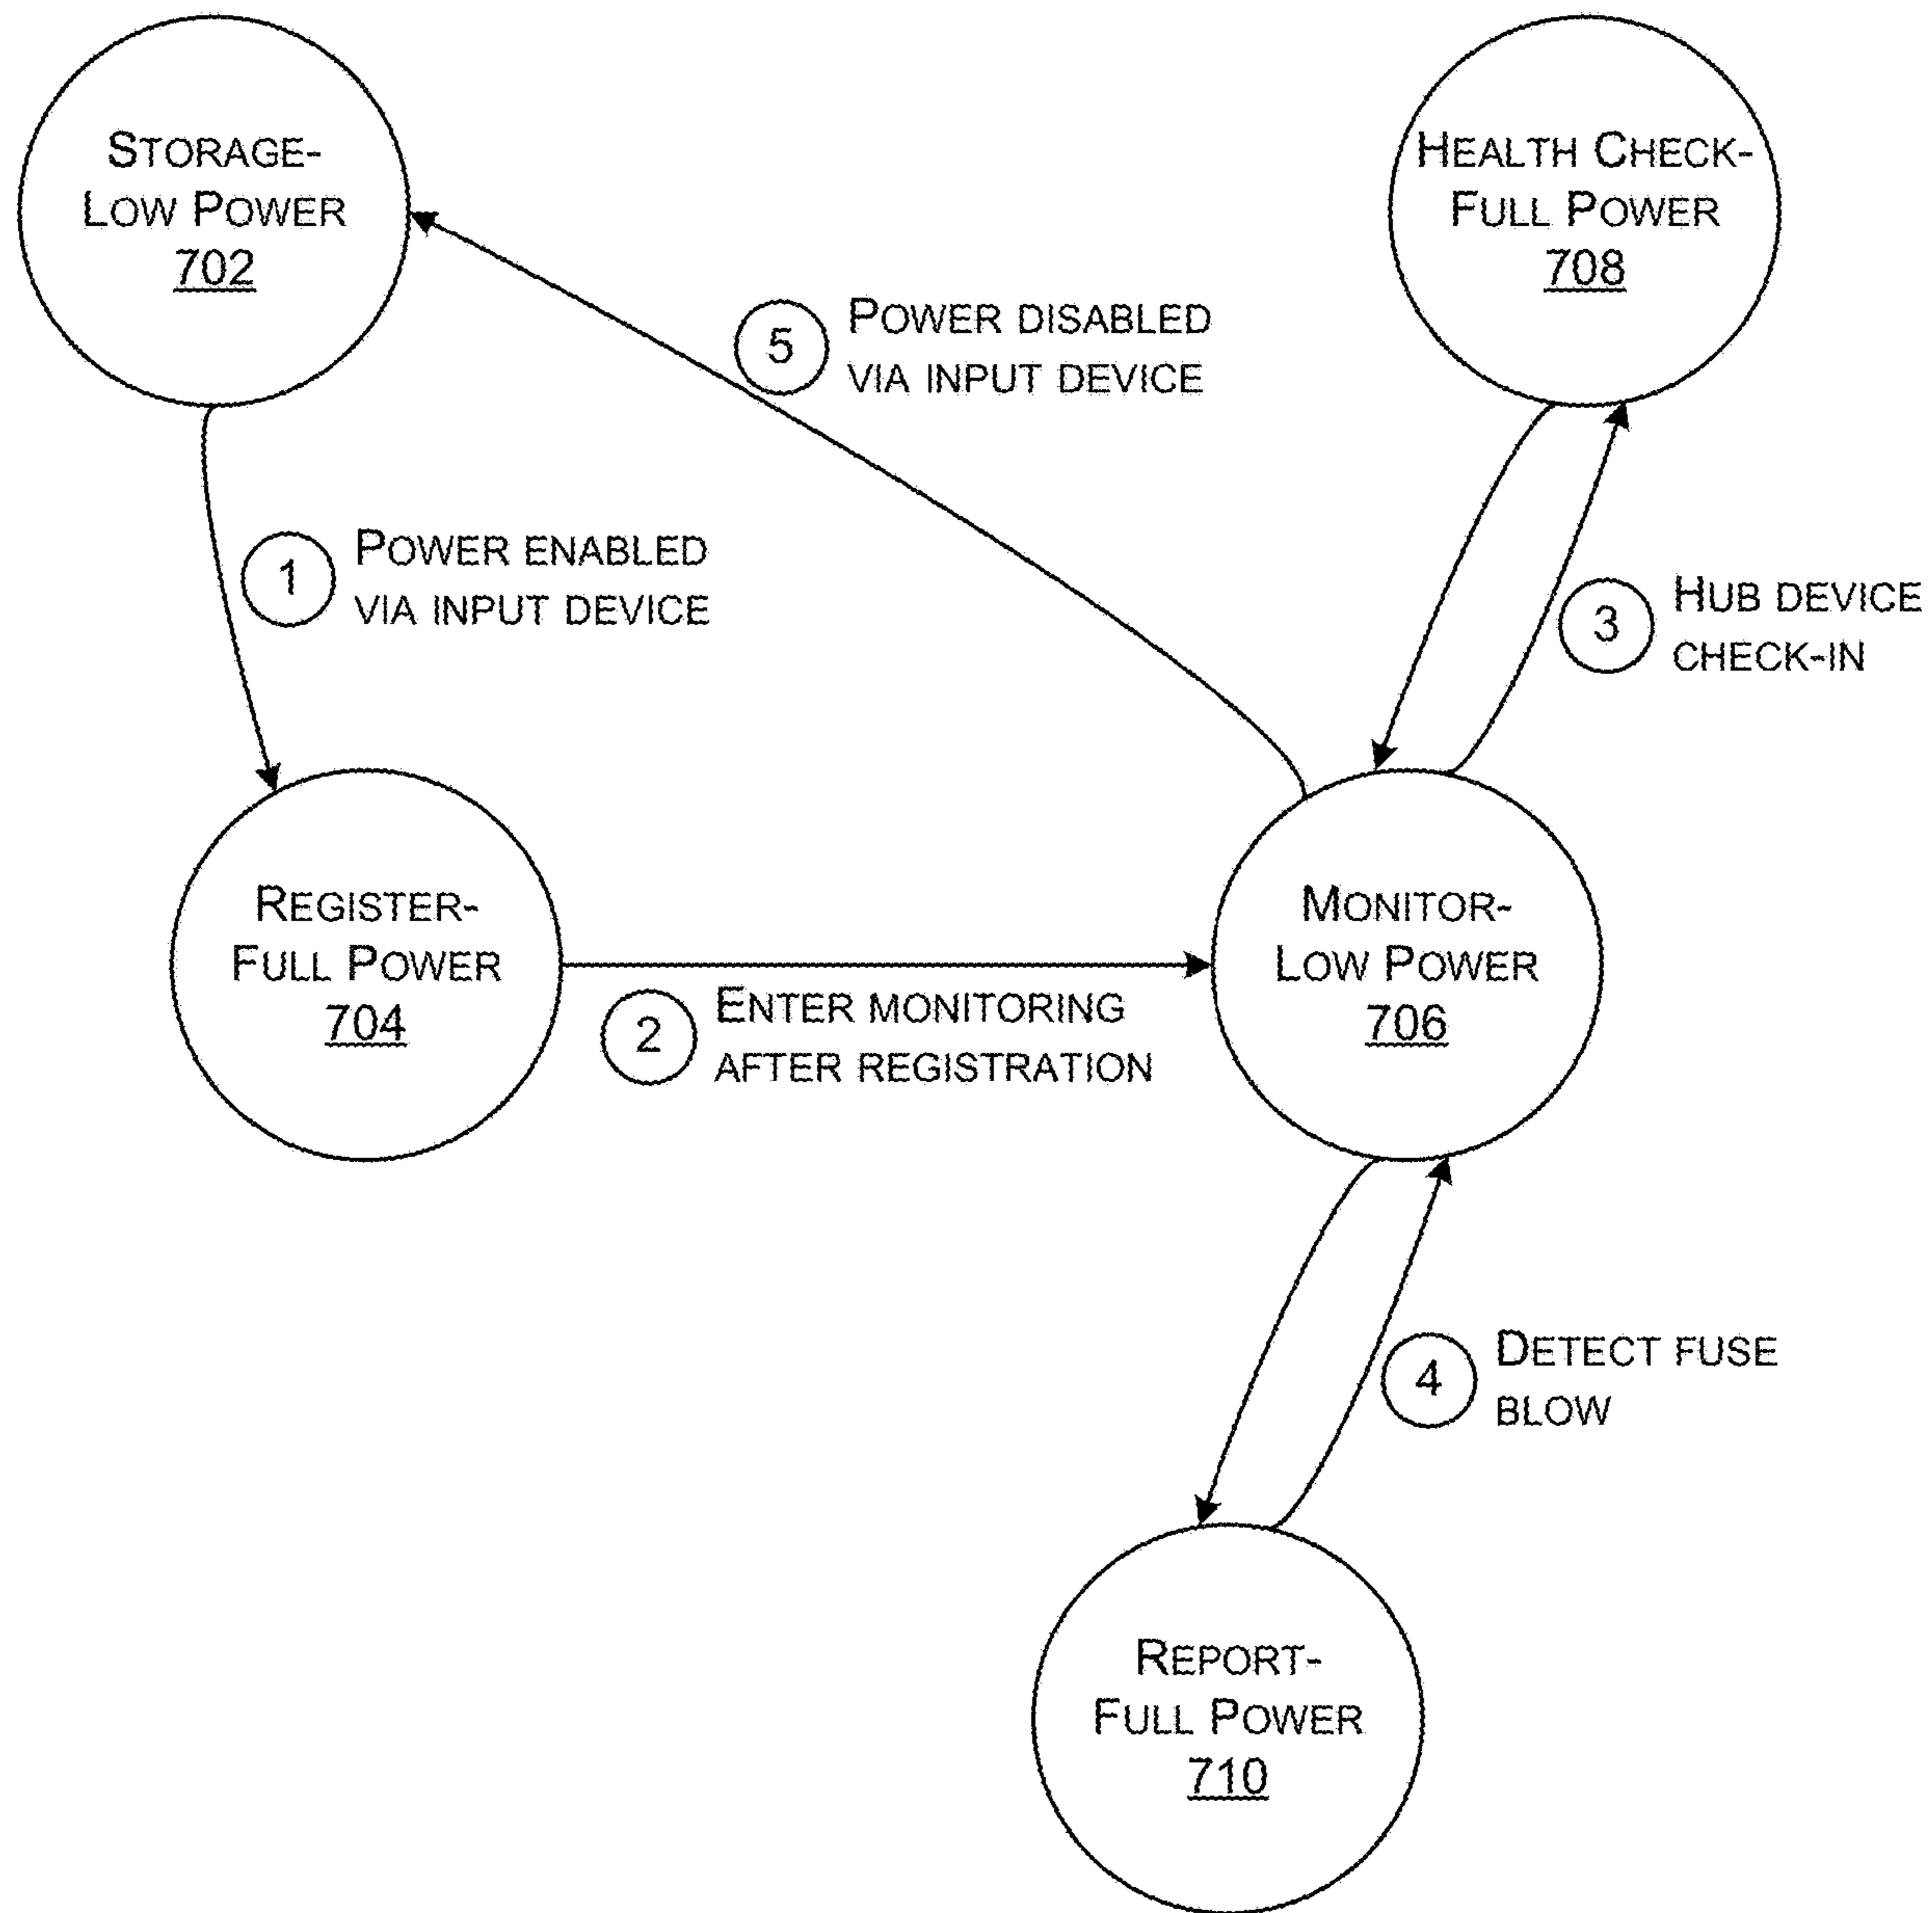 STORAGE-
LOW POWER
702
HEALTH CHECK-
FULL POWER
708
5
POWER DISABLED
VIA INPUT DEVICE
1
POWER ENABLED
VIA INPUT DEVICE
3
HUB DEVICE
CHECK-IN
REGISTER-
FULL POWER
704
MONITOR-
LOW POWER
706
2
ENTER MONITORING
AFTER REGISTRATION
4
DETECT FUSE
BLOW
REPORT-
FULL POWER
710